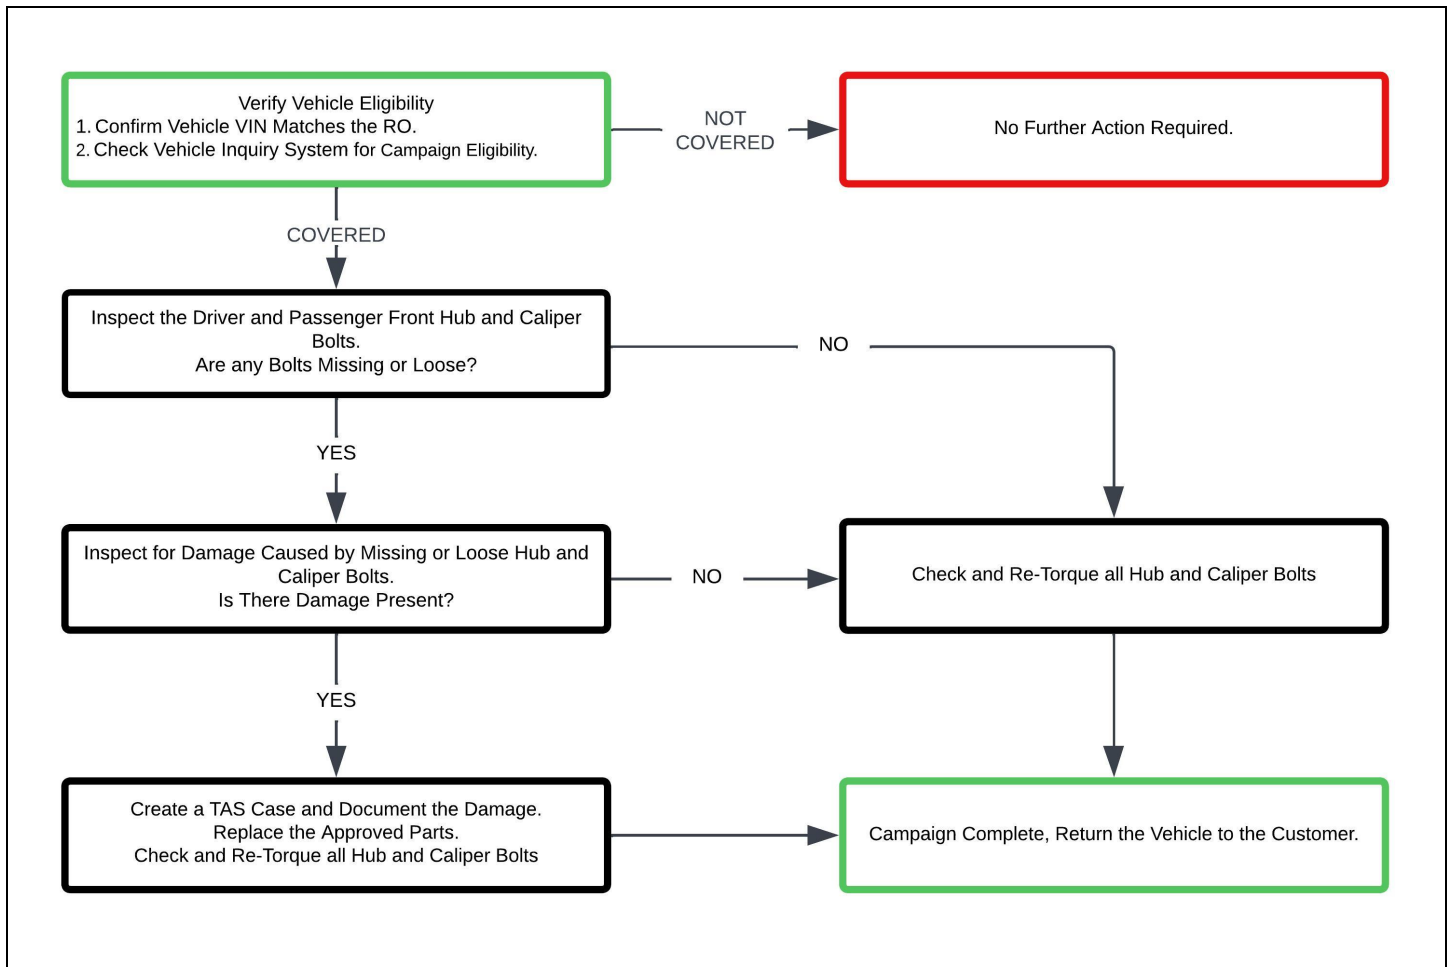 Verify Vehicle Eligibility
1. Confirm Vehicle VIN Matches the RO.
2. Check Vehicle Inquiry System for Campaign Eligibility.
NOT
COVERED
No Further Action Required.
COVERED
Inspect the Driver and Passenger Front Hub and Caliper
Bolts.
Are any Bolts Missing or Loose?
NO
YES
Inspect for Damage Caused by Missing or Loose Hub and
Caliper Bolts.
Is There Damage Present?
NO
Check and Re-Torque all Hub and Caliper Bolts
YES
Create a TAS Case and Document the Damage.
Replace the Approved Parts.
Check and Re-Torque all Hub and Caliper Bolts
Campaign Complete, Return the Vehicle to the Customer.